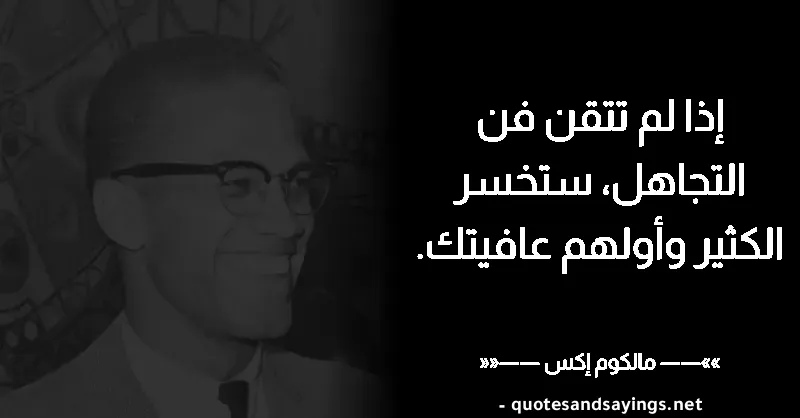 إذا لم تتقن فن
التجاهل، ستخسر
الكثير وأولهم عافيتك.
»»—— مالكوم إكس ——««
- quotesandsayings.net